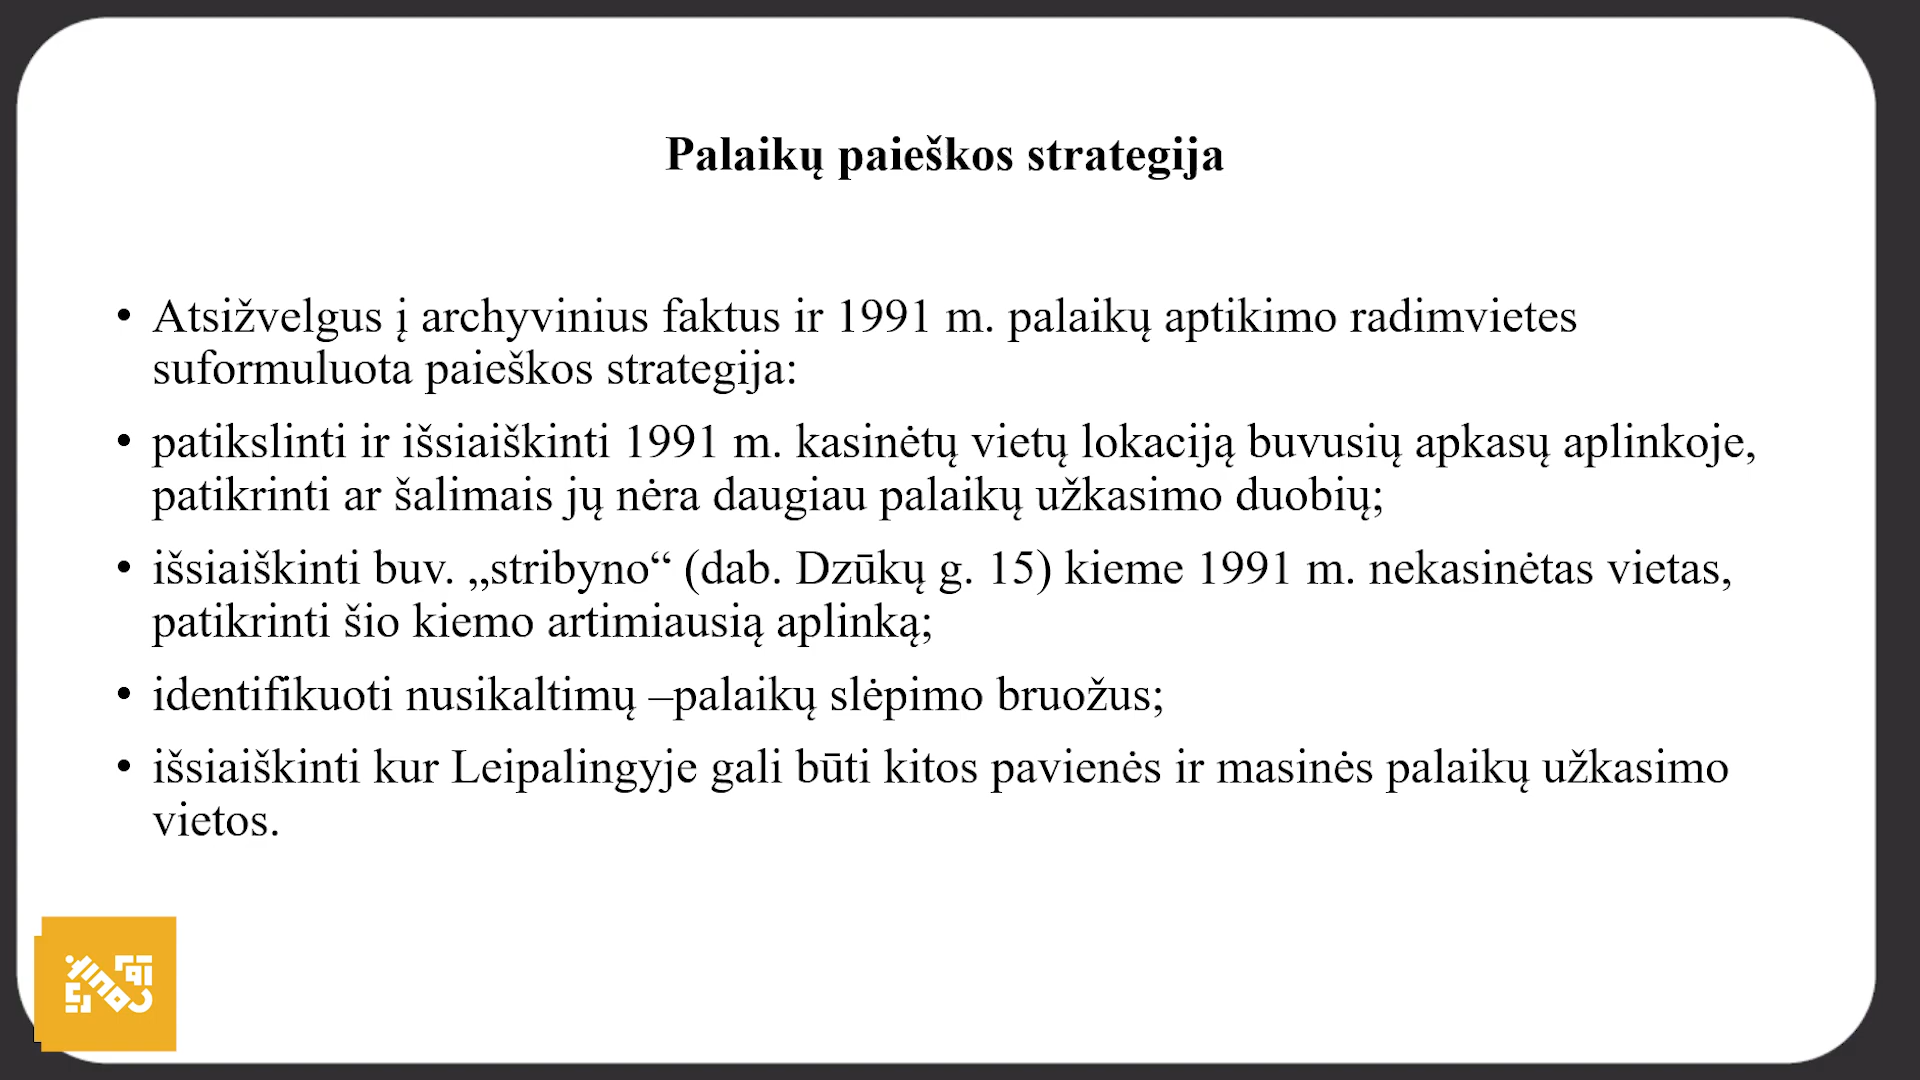 Palaikų paieškos strategija
• Atsižvelgus į archyvinius faktus ir 1991 m. palaikų aptikimo radimvietes
suformuluota paieškos strategija:
• patikslinti ir išsiaiškinti 1991 m. kasinėtų vietų lokaciją buvusių apkasų aplinkoje,
patikrinti ar šalimais jų nėra daugiau palaikų užkasimo duobių;
• išsiaiškinti buv. „stribyno“ (dab. Dzūkų g. 15) kieme 1991 m. nekasinėtas vietas,
patikrinti šio kiemo artimiausią aplinką;
• identifikuoti nusikaltimų –palaikų slėpimo bruožus;
• išsiaiškinti kur Leipalingyje gali būti kitos pavienės ir masinės palaikų užkasimo
vietos.